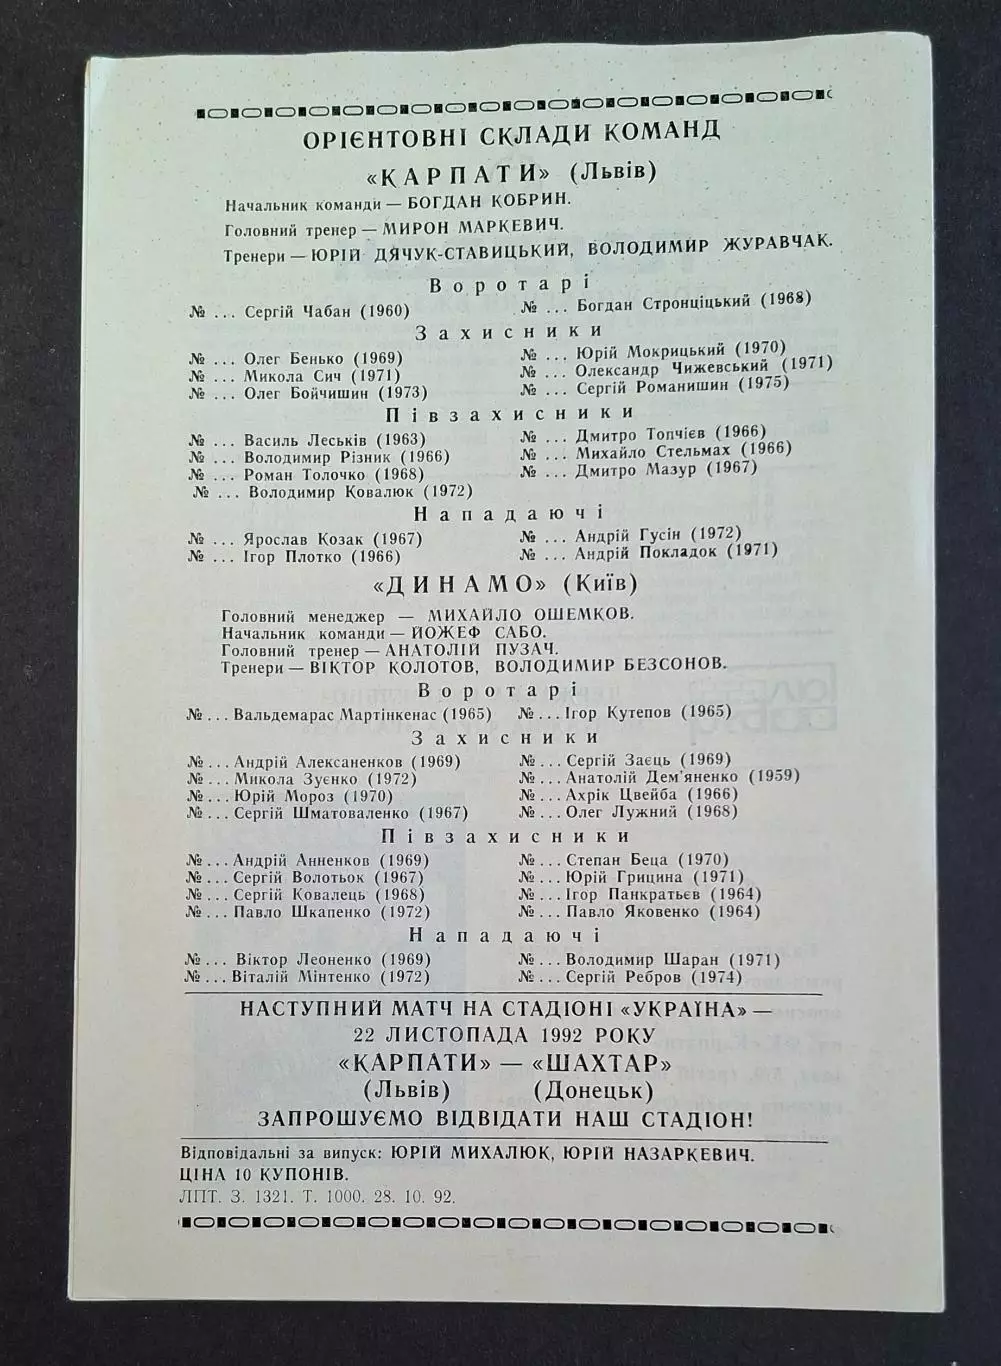 ОРІЄНТОВНІ СКЛАДИ КОМАНД
«КАРПАТИ» (Львів)
Начальник команди — БОГДАН КОБРИН.
Головний тренер — МИРОН МАРКЕВИЧ.
Тренери — ЮРІЙ ДЯЧУК-СТАВИЦЬКИЙ, ВОЛОДИМИР ЖУРАВЧАК.
Воротарі
№ ... Сергій Чабан (1960) № ... Богдан Стронціцький (1968)
Захисники
№ ... Олег Бенько (1969) № ... Юрій Мокрицький (1970)
№ ... Микола Сич (1971) № ... Олександр Чижевський (1971)
№ ... Олег Бойчишин (1973) № ... Сергій Романишин (1975)
Півзахисники
№ ... Василь Леськів (1963) № ... Дмитро Топчієв (1966)
№ ... Володимир Різник (1966) № ... Михайло Стельмах (1966)
№ ... Роман Толочко (1968) № ... Дмитро Мазур (1967)
№ ... Володимир Ковалюк (1972)
Нападаючі
№ ... Ярослав Козак (1967) № ... Андрій Гусін (1972)
№ ... Ігор Плотко (1966) № ... Андрій Покладок (1971)
«ДИНАМО» (Київ)
Головний менеджер — МИХАЙЛО ОШЕМКОВ.
Начальник команди — ЙОЖЕФ САБО.
Головний тренер — АНАТОЛІЙ ПУЗАЧ.
Тренери — ВІКТОР КОЛОТОВ, ВОЛОДИМИР БЕЗСОНОВ.
Воротарі
№ ... Вальдемарас Мартінкенас (1965) № ... Ігор Кутепов (1965)
Захисники
№ ... Андрій Алексаненков (1969) № ... Сергій Заєць (1969)
№ ... Микола Зуєнко (1972) № ... Анатолій Дем'яненко (1959)
№ ... Юрій Мороз (1970) № ... Ахрік Цвейба (1966)
№ ... Сергій Шматоваленко (1967) № ... Олег Лужний (1968)
Півзахисники
№ ... Андрій Анненков (1969) № ... Степан Беца (1970)
№ ... Сергій Волотьок (1967) № ... Юрій Грицина (1971)
№ ... Сергій Ковалець (1968) № ... Ігор Панкратьєв (1964)
№ ... Павло Шкапенко (1972) № ... Павло Яковенко (1964)
Нападаючі
№ ... Віктор Леоненко (1969) № ... Володимир Шаран (1971)
№ ... Віталій Мінтенко (1972) № ... Сергій Ребров (1974)
НАСТУПНИЙ МАТЧ НА СТАДІОНІ «УКРАЇНА» —
22 ЛИСТОПАДА 1992 РОКУ
«КАРПАТИ» — «ШАХТАР»
(Львів) (Донецьк)
ЗАПРОШУЄМО ВІДВІДАТИ НАШ СТАДІОН!
Відповідальні за випуск: ЮРІЙ МИХАЛЮК, ЮРІЙ НАЗАРКЕВИЧ.
ЦІНА 10 КУПОНІВ.
ЛПТ. З. 1321. Т. 1000. 28. 10. 92.